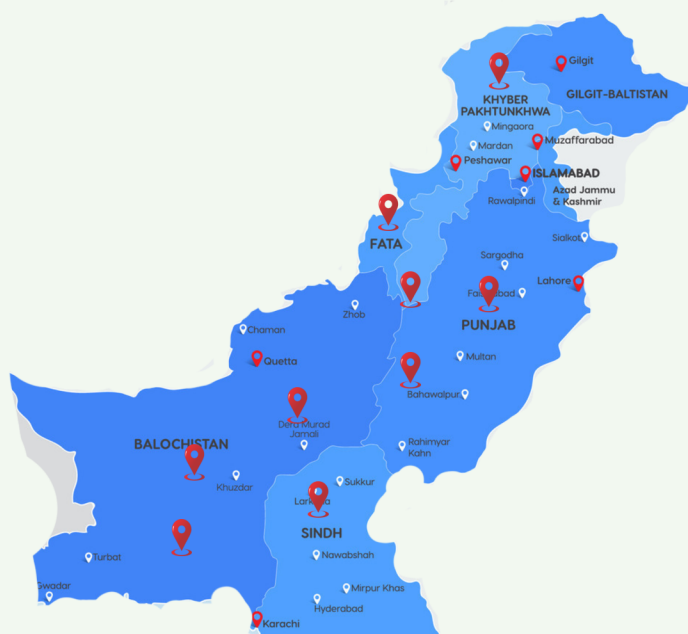 Gilgit
GILGIT-BALTISTAN
KHYBER
PAKHTUNKHWA
Mingaora
Muzaffarabad
Mardan
Peshawar
ISLAMABAD
Azad Jammu
& Kashmir
Rawalpindi
FATA
Sialkot
Sargodha
Lahore
Zhob
PUNJAB
Chaman
Multan
Quetta
Bahawalpur
Dera Murad
Jamali
BALOCHISTAN
Rahimyar
Kahn
Khuzdar
Sukkur
SINDH
Nawabshah
Turbat
Gwadar
Mirpur Khas
Hyderabad
Karachi